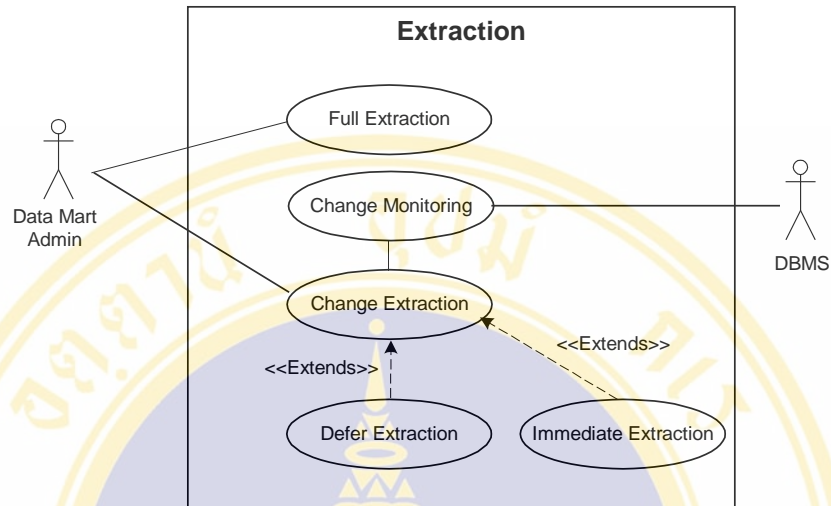 Extraction
Full Extraction
Change Monitoring
Data Mart
Admin
DBMS
Change Extraction
<<Extends>>
<<Extends>>
Defer Extraction
Immediate Extraction